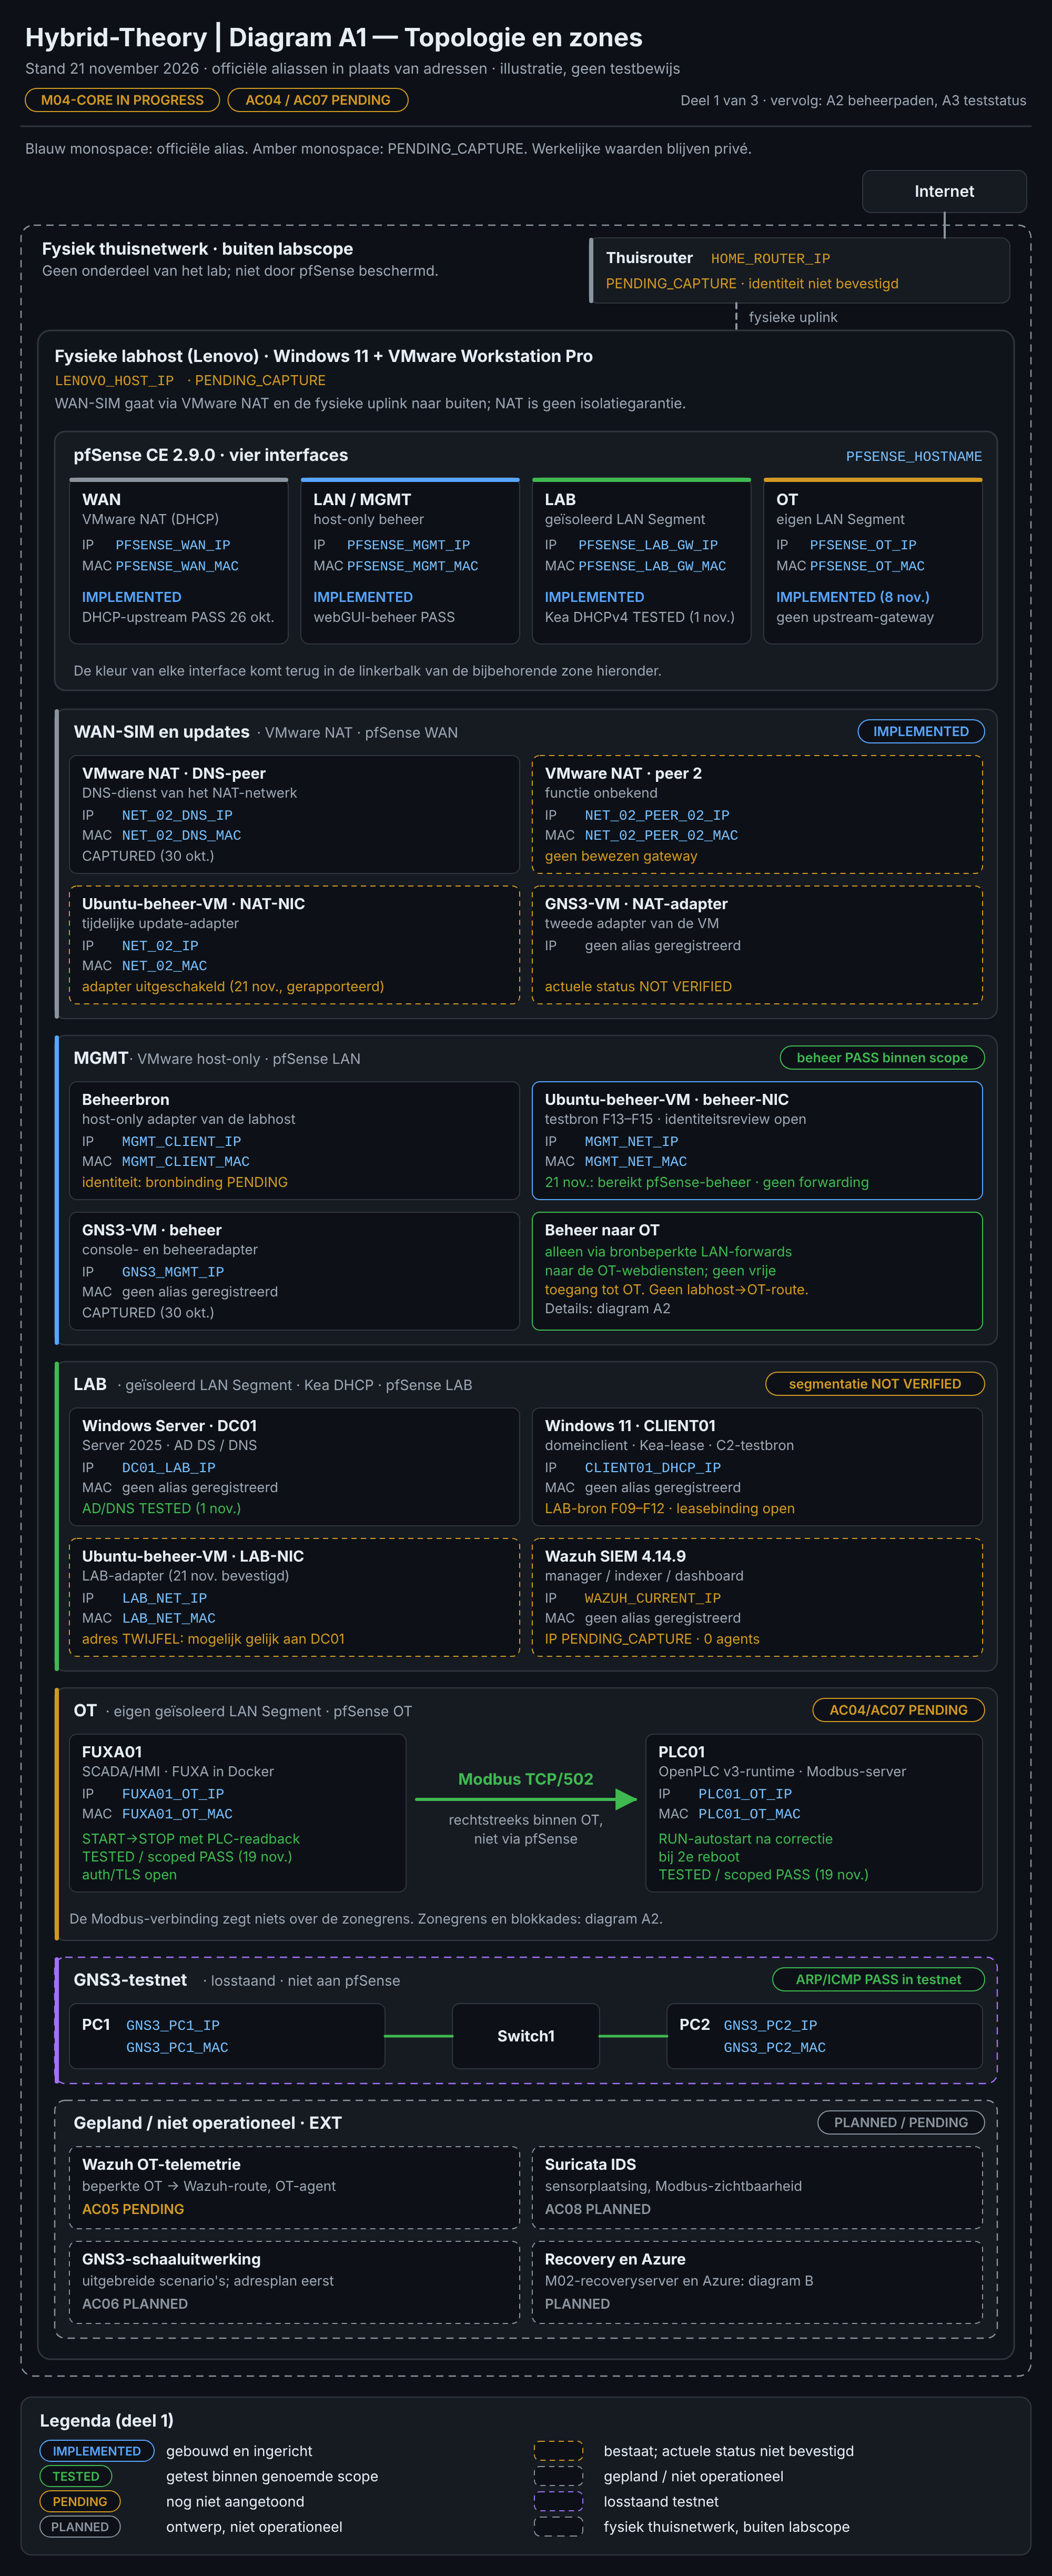 Hybrid-Theory | Diagram A1 — Topologie en zones
Stand 21 november 2026 · officiële aliassen in plaats van adressen · illustratie, geen testbewijs
M04-CORE IN PROGRESS
AC04 / AC07 PENDING
Deel 1 van 3 · vervolg: A2 beheerpaden, A3 teststatus
Blauw monospace: officiële alias. Amber monospace: PENDING_CAPTURE. Werkelijke waarden blijven privé.
Internet
Fysiek thuisnetwerk · buiten labscope
Geen onderdeel van het lab; niet door pfSense beschermd.
Thuisrouter HOME_ROUTER_IP
PENDING_CAPTURE · identiteit niet bevestigd
fysieke uplink
Fysieke labhost (Lenovo) · Windows 11 + VMware Workstation Pro
LENOVO_HOST_IP · PENDING_CAPTURE
WAN-SIM gaat via VMware NAT en de fysieke uplink naar buiten; NAT is geen isolatiegarantie.
pfSense CE 2.9.0 · vier interfaces
PFSENSE_HOSTNAME
WAN
VMware NAT (DHCP)
IP PFSENSE_WAN_IP
MAC PFSENSE_WAN_MAC
IMPLEMENTED
DHCP-upstream PASS 26 okt.
LAN / MGMT
host-only beheer
IP PFSENSE_MGMT_IP
MAC PFSENSE_MGMT_MAC
IMPLEMENTED
webGUI-beheer PASS
LAB
geïsoleerd LAN Segment
IP PFSENSE_LAB_GW_IP
MAC PFSENSE_LAB_GW_MAC
IMPLEMENTED
Kea DHCPv4 TESTED (1 nov.)
OT
eigen LAN Segment
IP PFSENSE_OT_IP
MAC PFSENSE_OT_MAC
IMPLEMENTED (8 nov.)
geen upstream-gateway
De kleur van elke interface komt terug in de linkerbalk van de bijbehorende zone hieronder.
WAN-SIM en updates · VMware NAT · pfSense WAN
IMPLEMENTED
VMware NAT · DNS-peer
DNS-dienst van het NAT-netwerk
IP NET_02_DNS_IP
MAC NET_02_DNS_MAC
CAPTURED (30 okt.)
VMware NAT · peer 2
functie onbekend
IP NET_02_PEER_02_IP
MAC NET_02_PEER_02_MAC
geen bewezen gateway
Ubuntu-beheer-VM · NAT-NIC
tijdelijke update-adapter
IP NET_02_IP
MAC NET_02_MAC
adapter uitgeschakeld (21 nov., gerapporteerd)
GNS3-VM · NAT-adapter
tweede adapter van de VM
IP geen alias geregistreerd
actuele status NOT VERIFIED
MGMT · VMware host-only · pfSense LAN
beheer PASS binnen scope
Beheerbron
host-only adapter van de labhost
IP MGMT_CLIENT_IP
MAC MGMT_CLIENT_MAC
identiteit: bronbinding PENDING
Ubuntu-beheer-VM · beheer-NIC
testbron F13–F15 · identiteitsreview open
IP MGMT_NET_IP
MAC MGMT_NET_MAC
21 nov.: bereikt pfSense-beheer · geen forwarding
GNS3-VM · beheer
console- en beheeradapter
IP GNS3_MGMT_IP
MAC geen alias geregistreerd
CAPTURED (30 okt.)
Beheer naar OT
alleen via bronbeperkte LAN-forwards
naar de OT-webdiensten; geen vrije
toegang tot OT. Geen labhost→OT-route.
Details: diagram A2
LAB · geïsoleerd LAN Segment · Kea DHCP · pfSense LAB
segmentatie NOT VERIFIED
Windows Server · DC01
Server 2025 · AD DS / DNS
IP DC01_LAB_IP
MAC geen alias geregistreerd
AD/DNS TESTED (1 nov.)
Windows 11 · CLIENT01
domeinclient · Kea-lease · C2-testbron
IP CLIENT01_DHCP_IP
MAC geen alias geregistreerd
LAB-bron F09–F12 · leasebinding open
Ubuntu-beheer-VM · LAB-NIC
LAB-adapter (21 nov. bevestigd)
IP LAB_NET_IP
MAC LAB_NET_MAC
adres TWIJFEL: mogelijk gelijk aan DC01
Wazuh SIEM 4.14.9
manager / indexer / dashboard
IP WAZUH_CURRENT_IP
MAC geen alias geregistreerd
IP PENDING_CAPTURE · 0 agents
OT · eigen geïsoleerd LAN Segment · pfSense OT
AC04/AC07 PENDING
FUXA01
SCADA/HMI · FUXA in Docker
IP FUXA01_OT_IP
MAC FUXA01_OT_MAC
START→STOP met PLC-readback
TESTED / scoped PASS (19 nov.)
auth/TLS open
Modbus TCP/502
rechtstreeks binnen OT,
niet via pfSense
PLC01
OpenPLC v3-runtime · Modbus-server
IP PLC01_OT_IP
MAC PLC01_OT_MAC
RUN-autostart na correctie
bij 2e reboot
TESTED / scoped PASS (19 nov.)
De Modbus-verbinding zegt niets over de zonegrens. Zonegrens en blokkades: diagram A2.
GNS3-testnet · losstaand · niet aan pfSense
ARP/ICMP PASS in testnet
PC1 GNS3_PC1_IP
GNS3_PC1_MAC
Switch1
PC2 GNS3_PC2_IP
GNS3_PC2_MAC
Gepland / niet operationeel · EXT
PLANNED / PENDING
Wazuh OT-telemetrie
beperkte OT → Wazuh-route, OT-agent
AC05 PENDING
Suricata IDS
sensorplaatsing, Modbus-zichtbaarheid
AC08 PLANNED
GNS3-schaaluitwerking
uitgebreide scenario's; adresplan eerst
AC06 PLANNED
Recovery en Azure
M02-recoveryserver en Azure: diagram B
PLANNED
Legenda (deel 1)
IMPLEMENTED gebouwd en ingericht
bestaat; actuele status niet bevestigd
TESTED getest binnen genoemde scope
gepland / niet operationeel
PENDING nog niet aangetoond
losstaand testnet
PLANNED ontwerp, niet operationeel
fysiek thuisnetwerk, buiten labscope